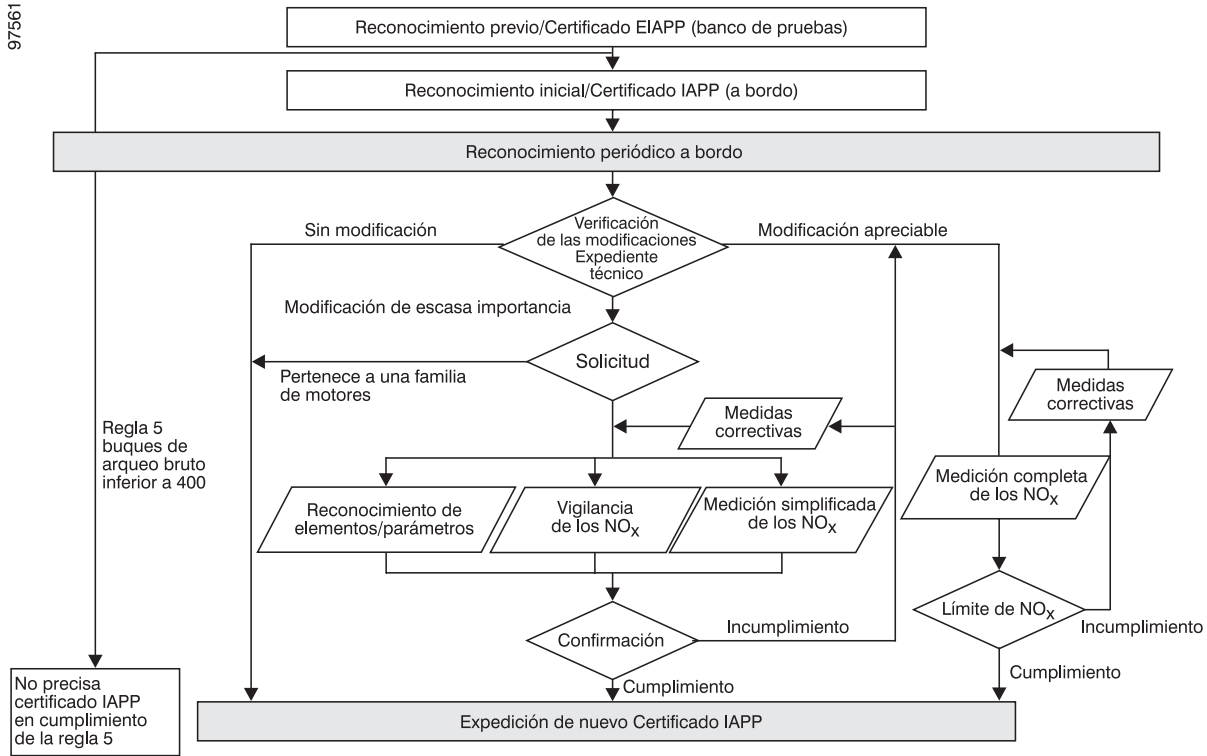 97561
Reconocimiento previo/Certificado EIAPP (banco de pruebas)
Reconocimiento inicial/Certificado IAPP (a bordo)
Reconocimiento periódico a bordo
Verificación
de las modificaciones
Expediente
técnico
Sin modificación
Modificación apreciable
Modificación de escasa importancia
Solicitud
Pertenece a una familia
de motores
Medidas
correctivas
Medidas
correctivas
Regla 5
buques de
arqueo bruto
inferior a 400
Reconocimiento de
elementos/parámetros
Vigilancia
de los NOx
Medición simplificada
de los NOx
Medición completa
de los NOx
Límite de NOx
Incumplimiento
Confirmación
Incumplimiento
Cumplimiento
Cumplimiento
No precisa
certificado IAPP
en cumplimiento
de la regla 5
Expedición de nuevo Certificado IAPP